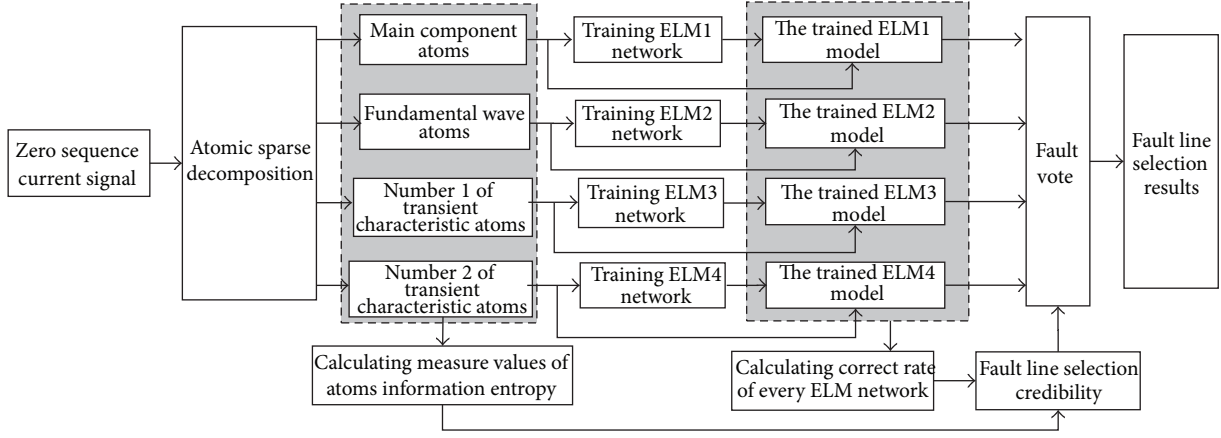 Zero sequence
current signal
Atomic sparse
decomposition
Main component
atoms
Fundamental wave
atoms
Number 1 of
transient
characteristic atoms
Number 2 of
transient
characteristic atoms
Training ELM1
network
Training ELM2
network
Training ELM3
network
Training ELM4
network
The trained ELM1
model
The trained ELM2
model
The trained ELM3
model
The trained ELM4
model
Calculating measure values of
atoms information entropy
Calculating correct rate
of every ELM network
Fault line selection
credibility
Fault
vote
Fault line
selection
results